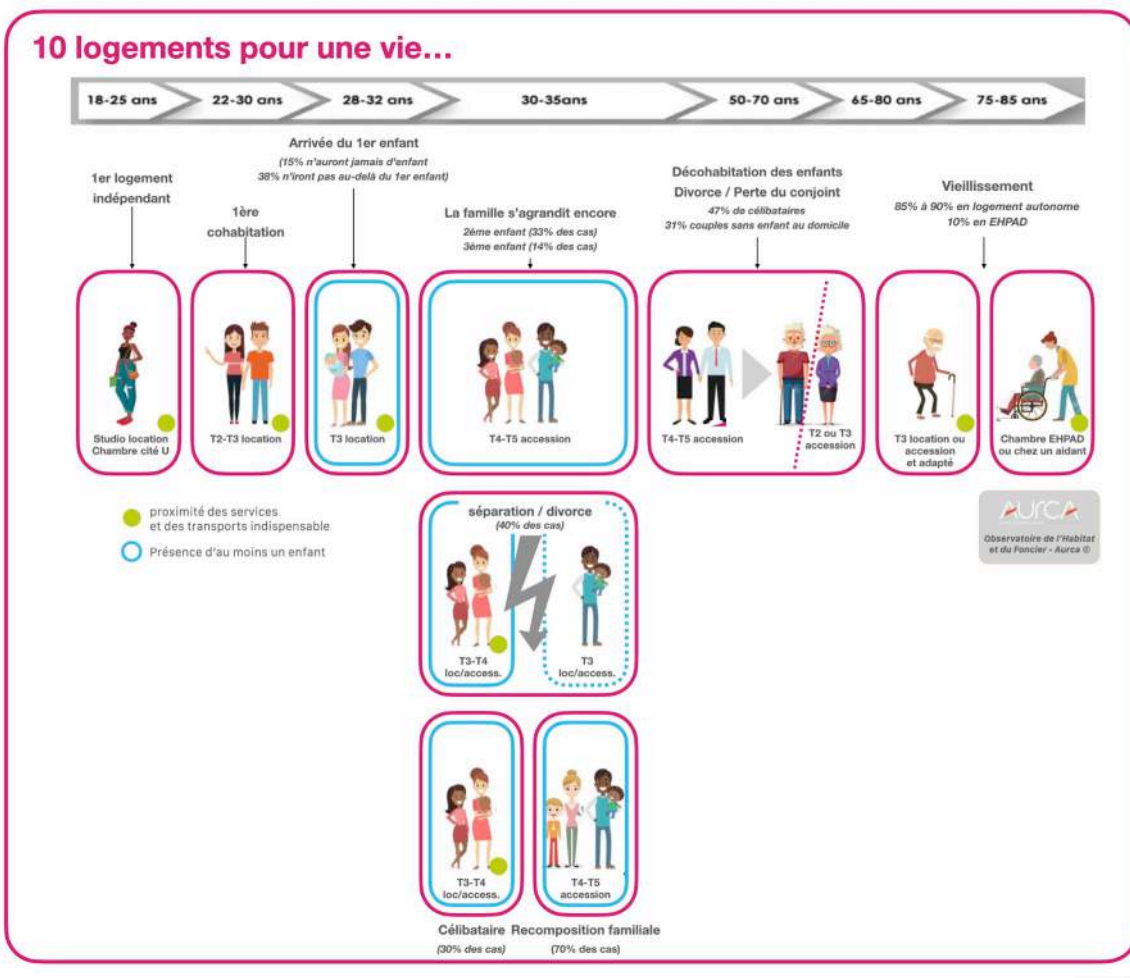 10 logements pour une vie...
18-25 ans
22-30 ans
28-32 ans
30-35ans
50-70 ans
65-80 ans
75-85 ans
1er logement
indépendant
1ère
cohabitation
Arrivée du 1er enfant
(15% n'auront jamais d'enfant
38% n'iront pas au-delà du 1er enfant)
La famille s'agrandit encore
2ème enfant (33% des cas)
3ème enfant (14% des cas)
Décohabitation des enfants
Divorce / Perte du conjoint
47% de célibataires
31% couples sans enfant au domicile
Vieillissement
85% à 90% en logement autonome
10% en EHPAD
Studio location
Chambre cité U
T2-T3 location
T3 location
T4-T5 accession
T4-T5 accession
T2 ou T3
accession
T3 location ou
accession
et adapté
Chambre EHPAD
ou chez un aidant
proximité des services
et des transports indispensable
Présence d'au moins un enfant
séparation / divorce
(40% des cas)
T3-T4
loc/access.
T3
loc/access.
AURCA
Observatoire de l'Habitat
et du Foncier - Aurca ®
T3-T4
loc/access.
T4-T5
accession
Célibataire
(30% des cas)
Recomposition familiale
(70% des cas)